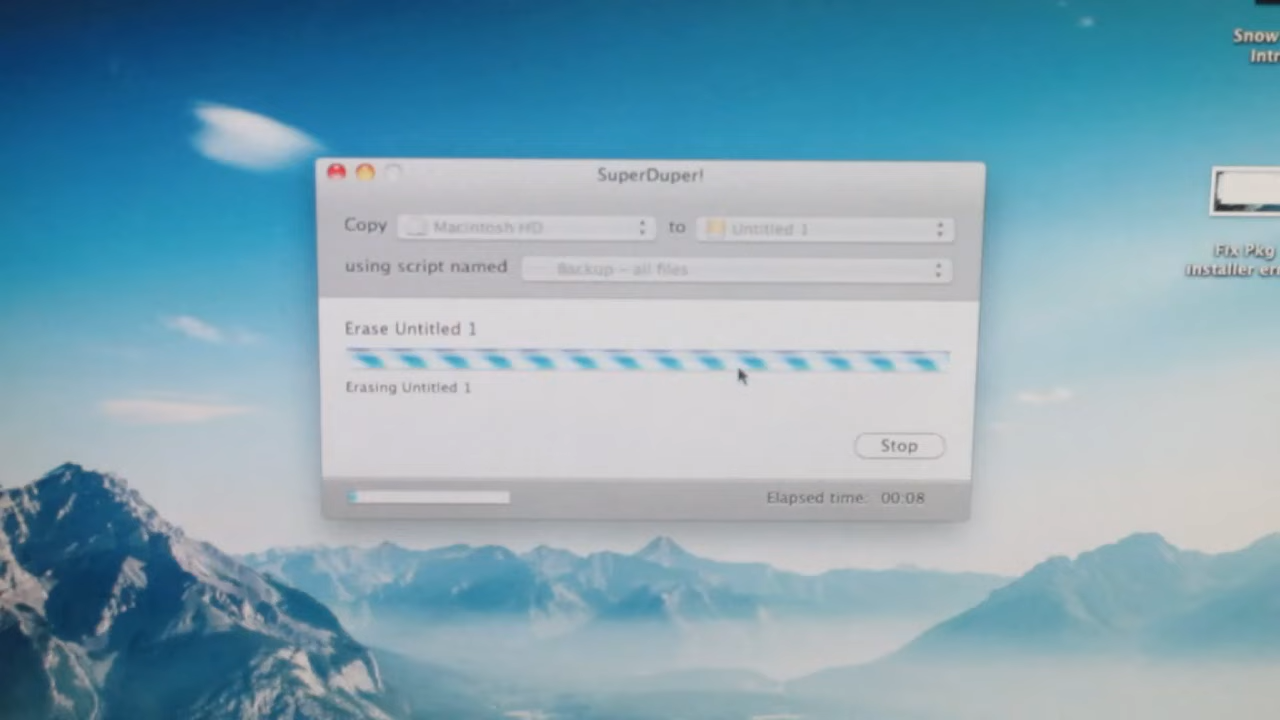 SuperDuper!
Copy Macintosh HD to Untitled 1
using script named Backup - all files
Erase Untitled 1
Erasing Untitled 1
Stop
Elapsed time: 00:08
Snow
Intr
Fix Pkg
Installer err